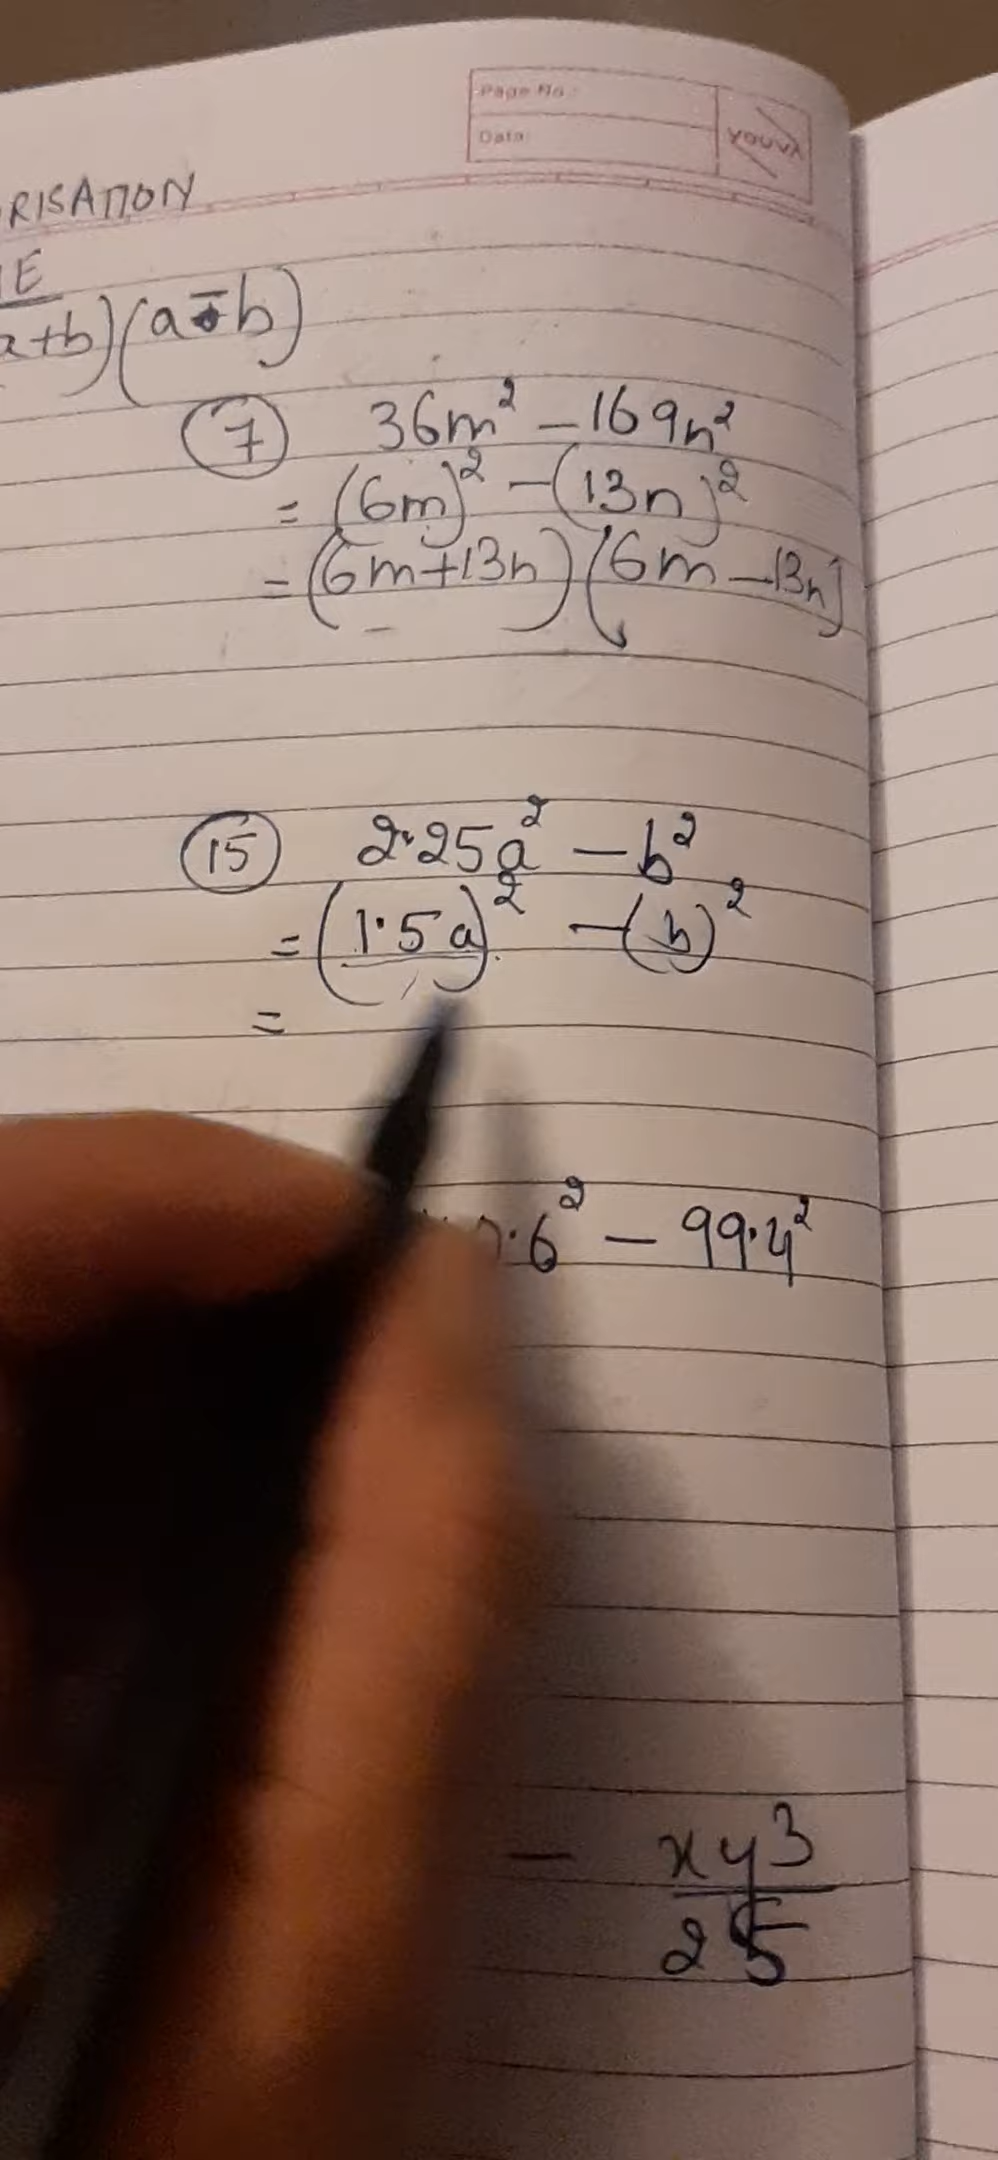 Page No.:
Date:
YOUVA
RISATION
E
a+b)(a-b)
7 36m² - 169n²
= (6m)² - (13n)²
= (6m+13n)(6m-13n)
15 2.25a² - b²
= (1.5a)² - (b)²
=
.6² - 99.4²
- xy3
25